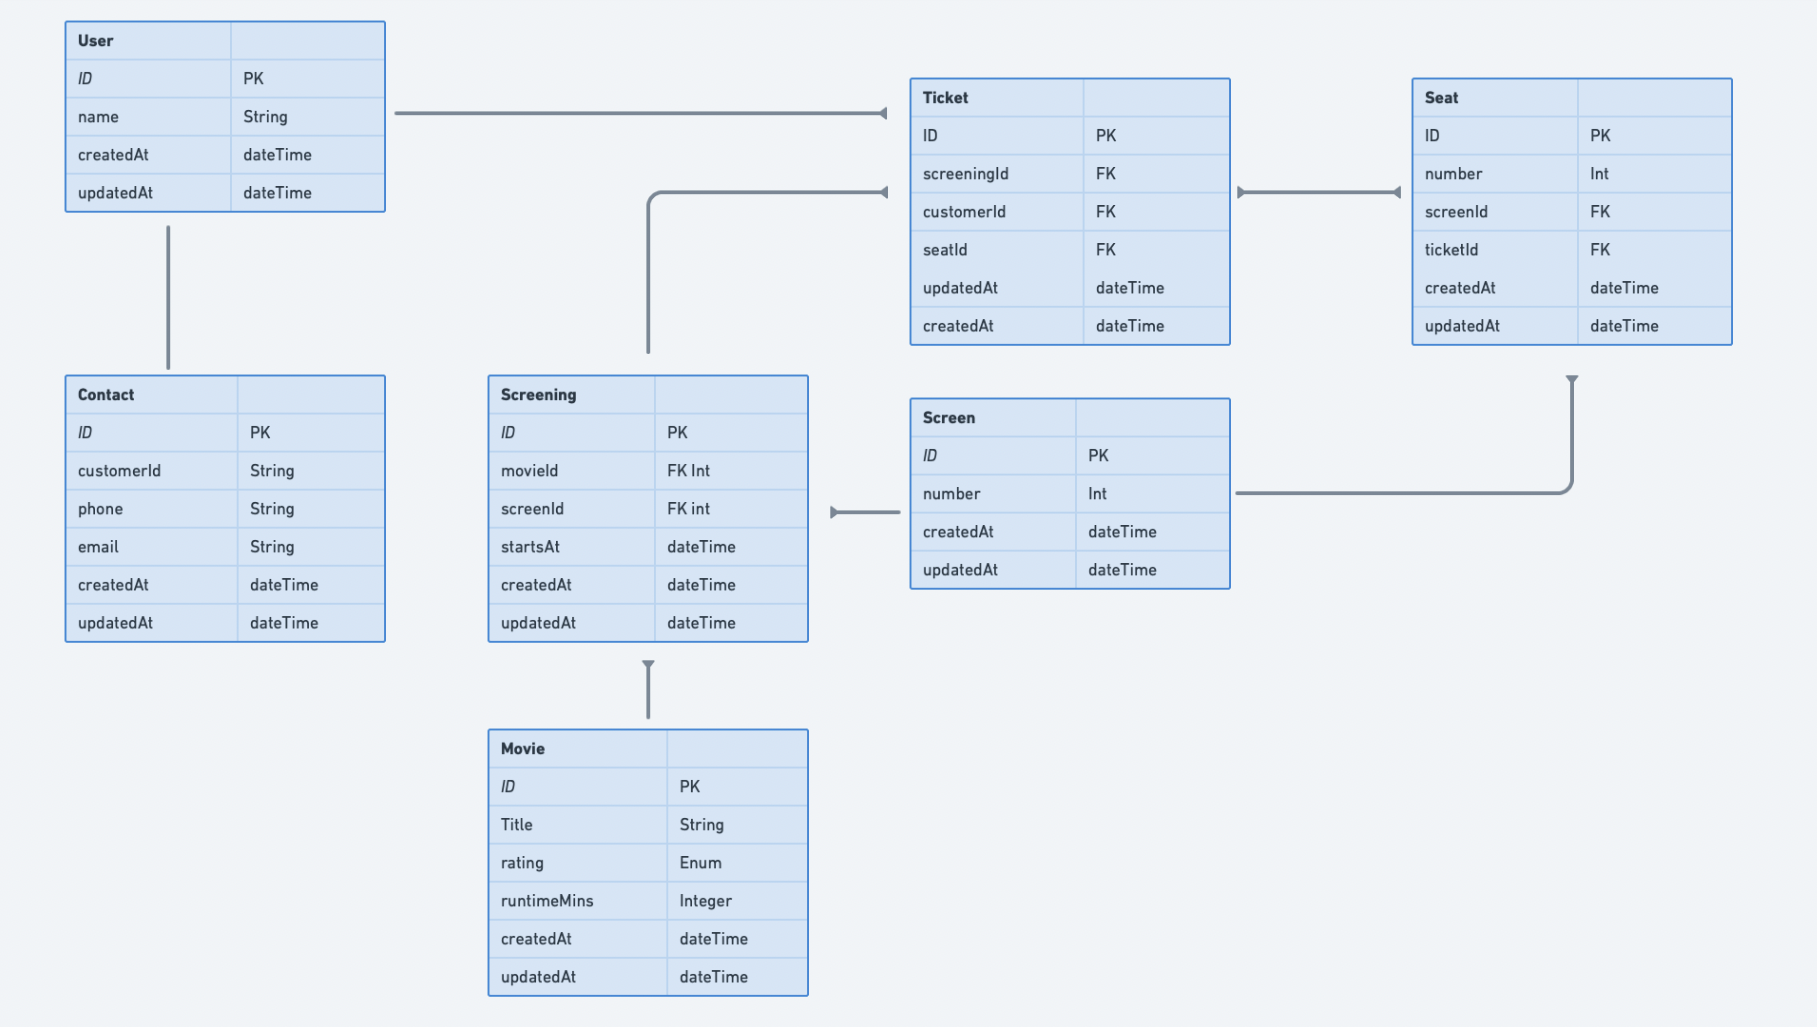 User
ID PK
name String
createdAt dateTime
updatedAt dateTime
Ticket
ID PK
screeningId FK
customerId FK
seatId FK
updatedAt dateTime
createdAt dateTime
Seat
ID PK
number Int
screenId FK
ticketId FK
createdAt dateTime
updatedAt dateTime
Contact
ID PK
customerId String
phone String
email String
createdAt dateTime
updatedAt dateTime
Screening
ID PK
movieId FK Int
screenId FK int
startsAt dateTime
createdAt dateTime
updatedAt dateTime
Screen
ID PK
number Int
createdAt dateTime
updatedAt dateTime
Movie
ID PK
Title String
rating Enum
runtimeMins Integer
createdAt dateTime
updatedAt dateTime